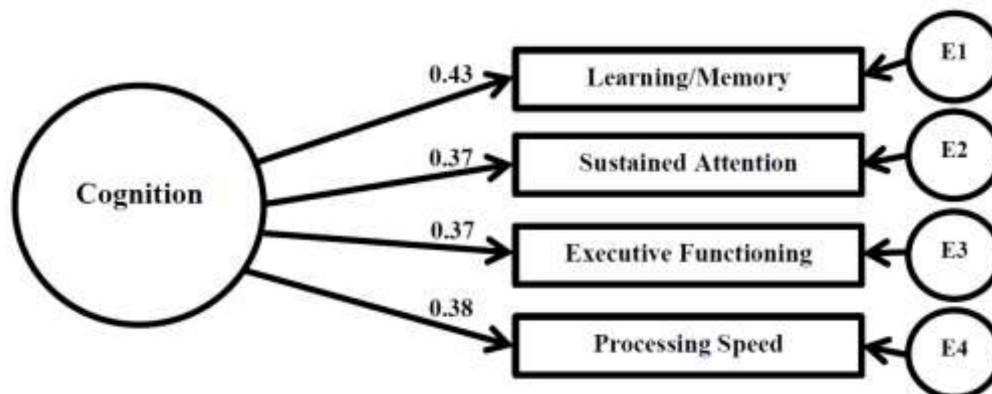 E1
0.43
Learning/Memory
E2
0.37
Sustained Attention
Cognition
0.37
Executive Functioning
E3
0.38
Processing Speed
E4